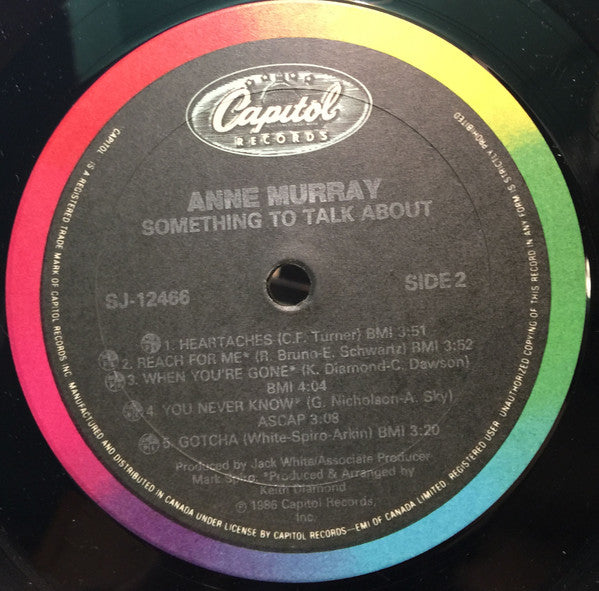 Capitol
RECORDS
ANNE MURRAY
SOMETHING TO TALK ABOUT
SJ-12466
SIDE 2
1. HEARTACHES (C.F. Turner) BMI 3:51
2. REACH FOR ME* (R. Bruno-E. Schwartz) BMI 3:52
3. WHEN YOU'RE GONE* (K. Diamond-C. Dawson)
BMI 4:04
4. YOU NEVER KNOW* (G. Nicholson-A. Sky)
ASCAP 3:08
5. GOTCHA (White-Spiro-Arkin) BMI 3:20
Produced by Jack White/Associate Producer
Mark Spiro. *Produced & Arranged by
Keith Diamond
℗ 1986 Capitol Records,
Inc.
CAPITOL IS A REGISTERED TRADE MARK OF CAPITOL RECORDS INC. MANUFACTURED AND DISTRIBUTED IN CANADA UNDER LICENSE BY CAPITOL RECORDS—EMI OF CANADA LIMITED, REGISTERED USER. UNAUTHORIZED COPYING OF THIS RECORD IN ANY FORM IS STRICTLY PROHIBITED